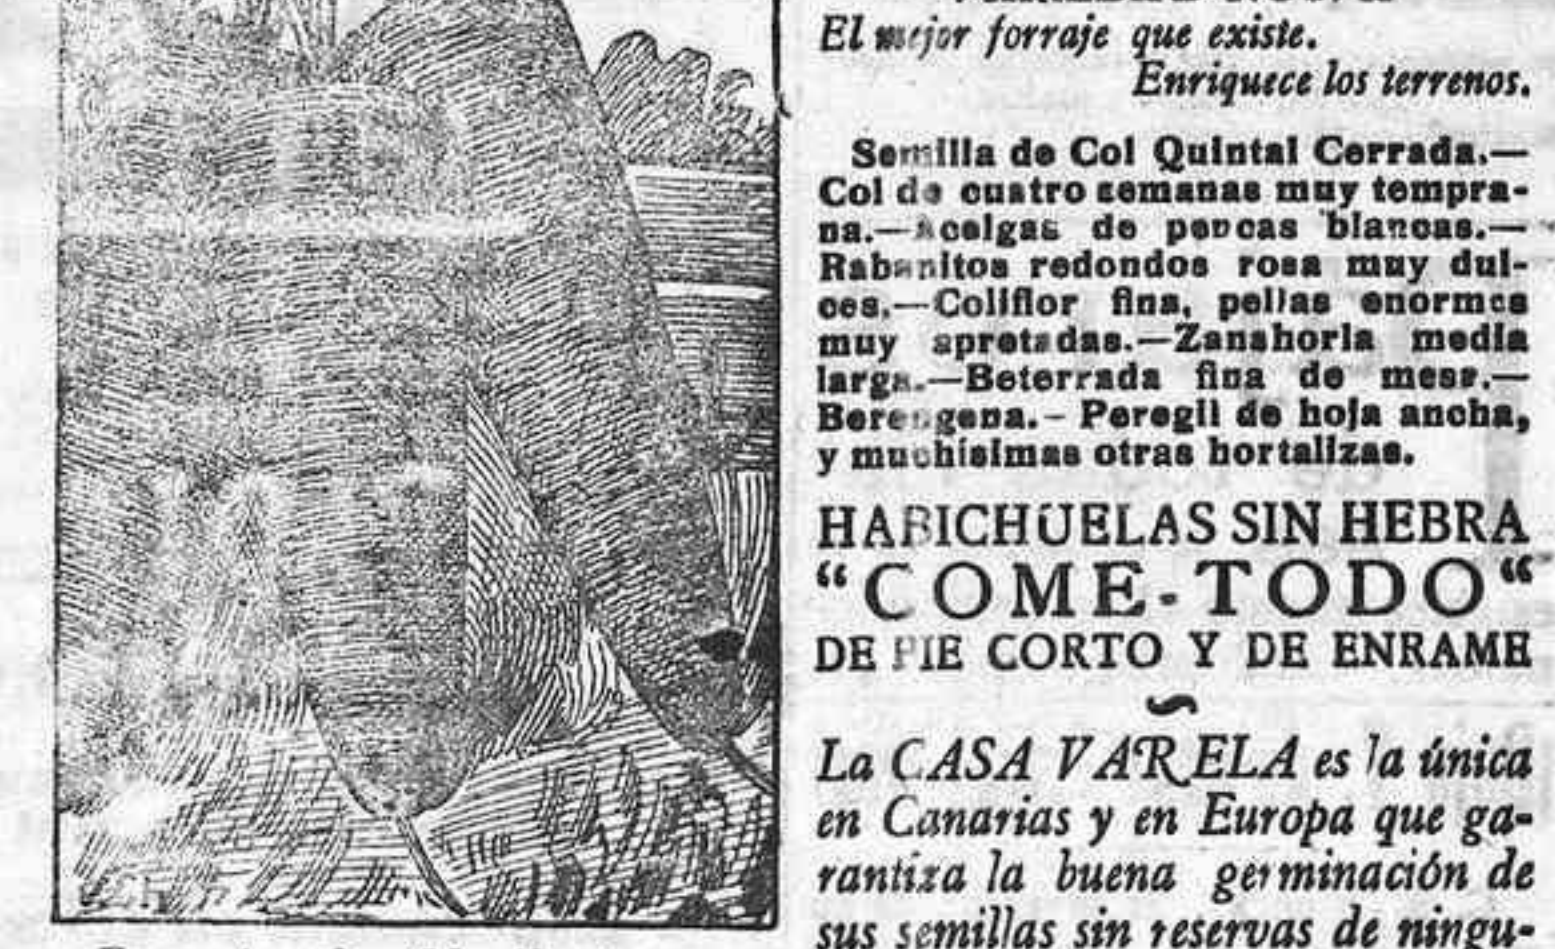 El mejor forraje que existe.
Enriquece los terrenos.
Semilla de Col Quintal Cerrada.—
Col de cuatro semanas muy tempra-
na.—Acelgas de pencas blancas.—
Rabanitos redondos rosa muy dul-
ces.—Coliflor fina, pellas enormes
muy apretadas.—Zanahoria media
larga.—Beterrada fina de mesa.—
Berengena.—Peregil de hoja ancha,
y muchísimas otras hortalizas.
HABICHUELAS SIN HEBRA
“COME-TODO“
DE PIE CORTO Y DE ENRAME
La CASA VARELA es la única
en Canarias y en Europa que ga-
rantiza la buena germinación de
sus semillas sin reservas de ningu-